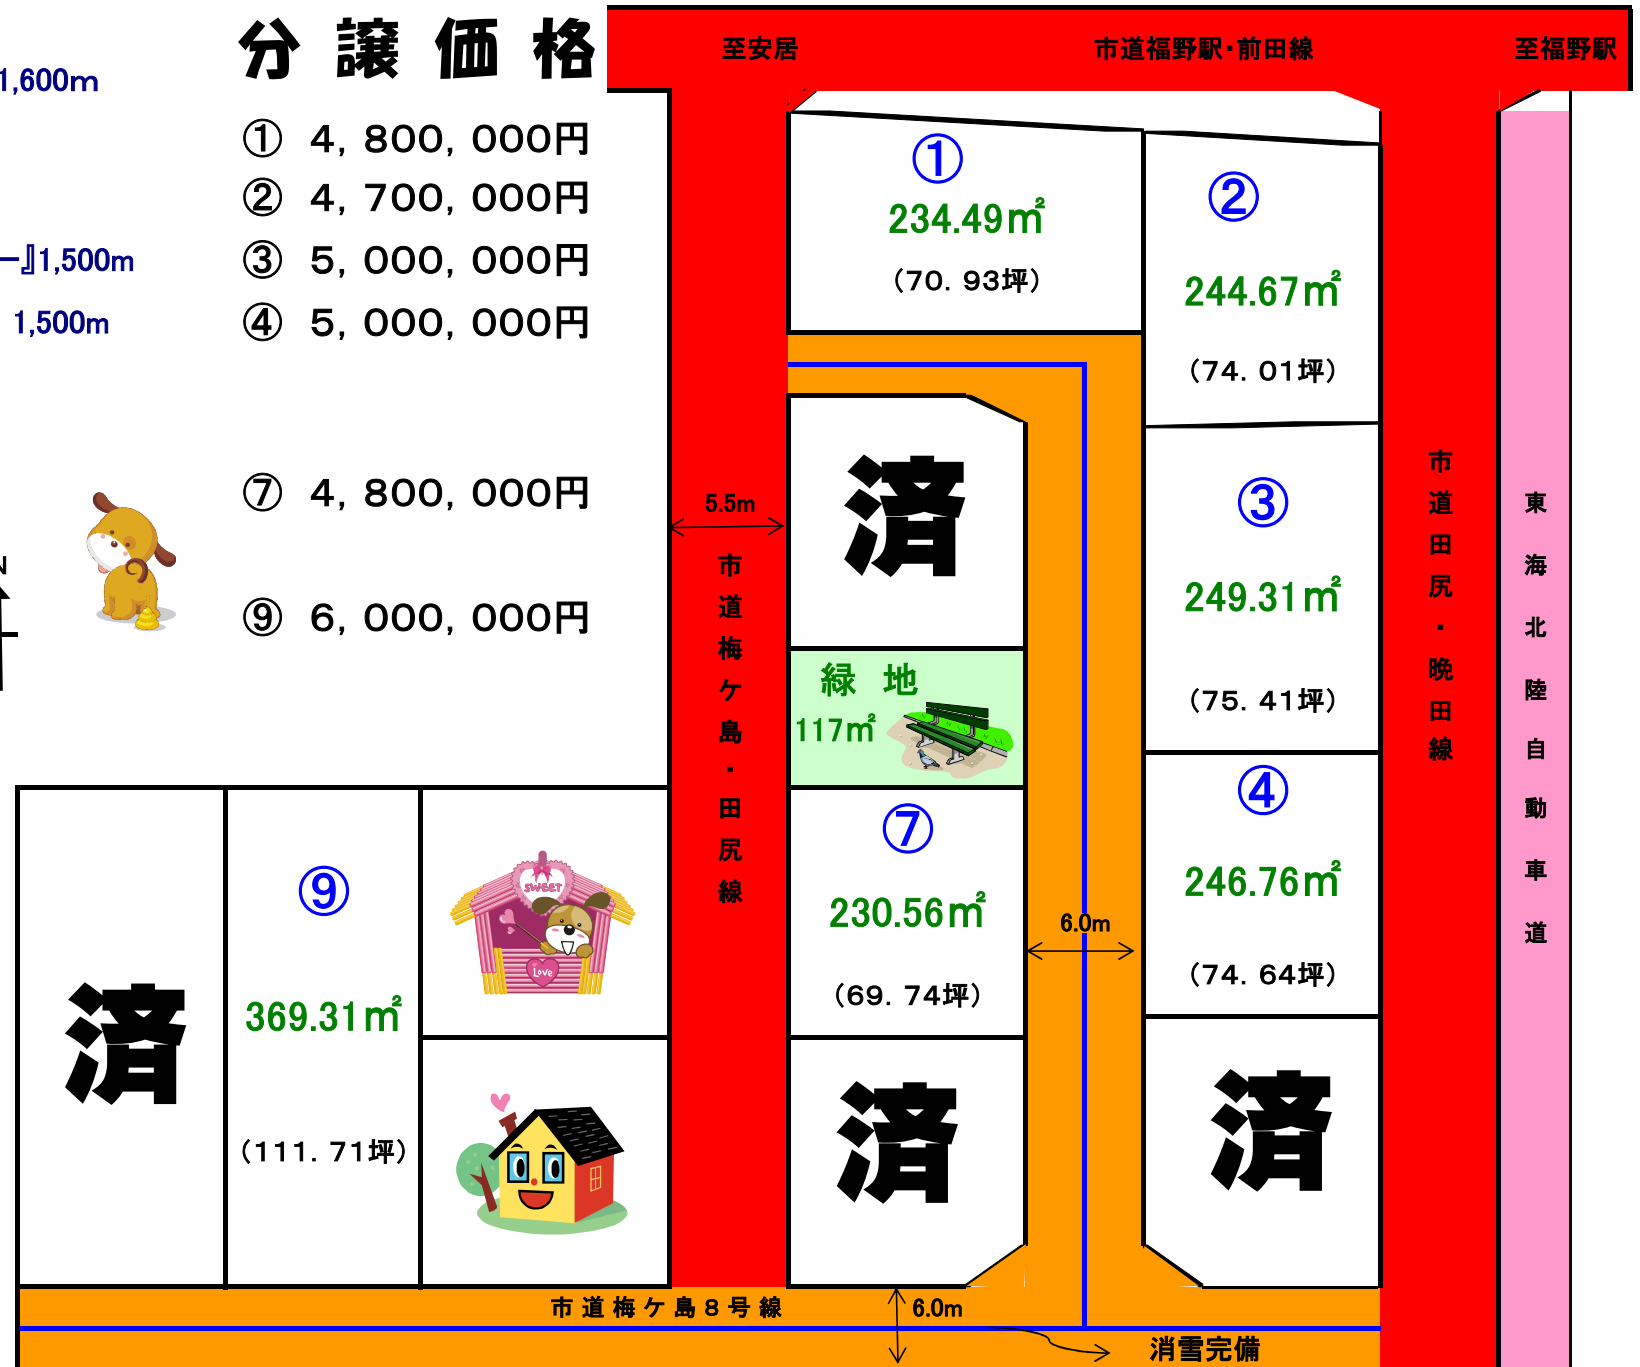 分譲価格
1,600m
① 4,800,000円
② 4,700,000円
ー』1,500m
③ 5,000,000円
1,500m
④ 5,000,000円
⑦ 4,800,000円
⑨ 6,000,000円
N
至安居
市道福野駅・前田線
至福野駅
①
234.49㎡
(70.93坪)
②
244.67㎡
(74.01坪)
③
249.31㎡
(75.41坪)
④
246.76㎡
(74.64坪)
済
済
緑地
117㎡
⑦
230.56㎡
(69.74坪)
済
5.5m
市道梅ケ島・田尻線
6.0m
市道田尻・晩田線
東海北陸自動車道
済
⑨
369.31㎡
(111.71坪)
SWEET
Love
市道梅ケ島8号線
6.0m
消雪完備